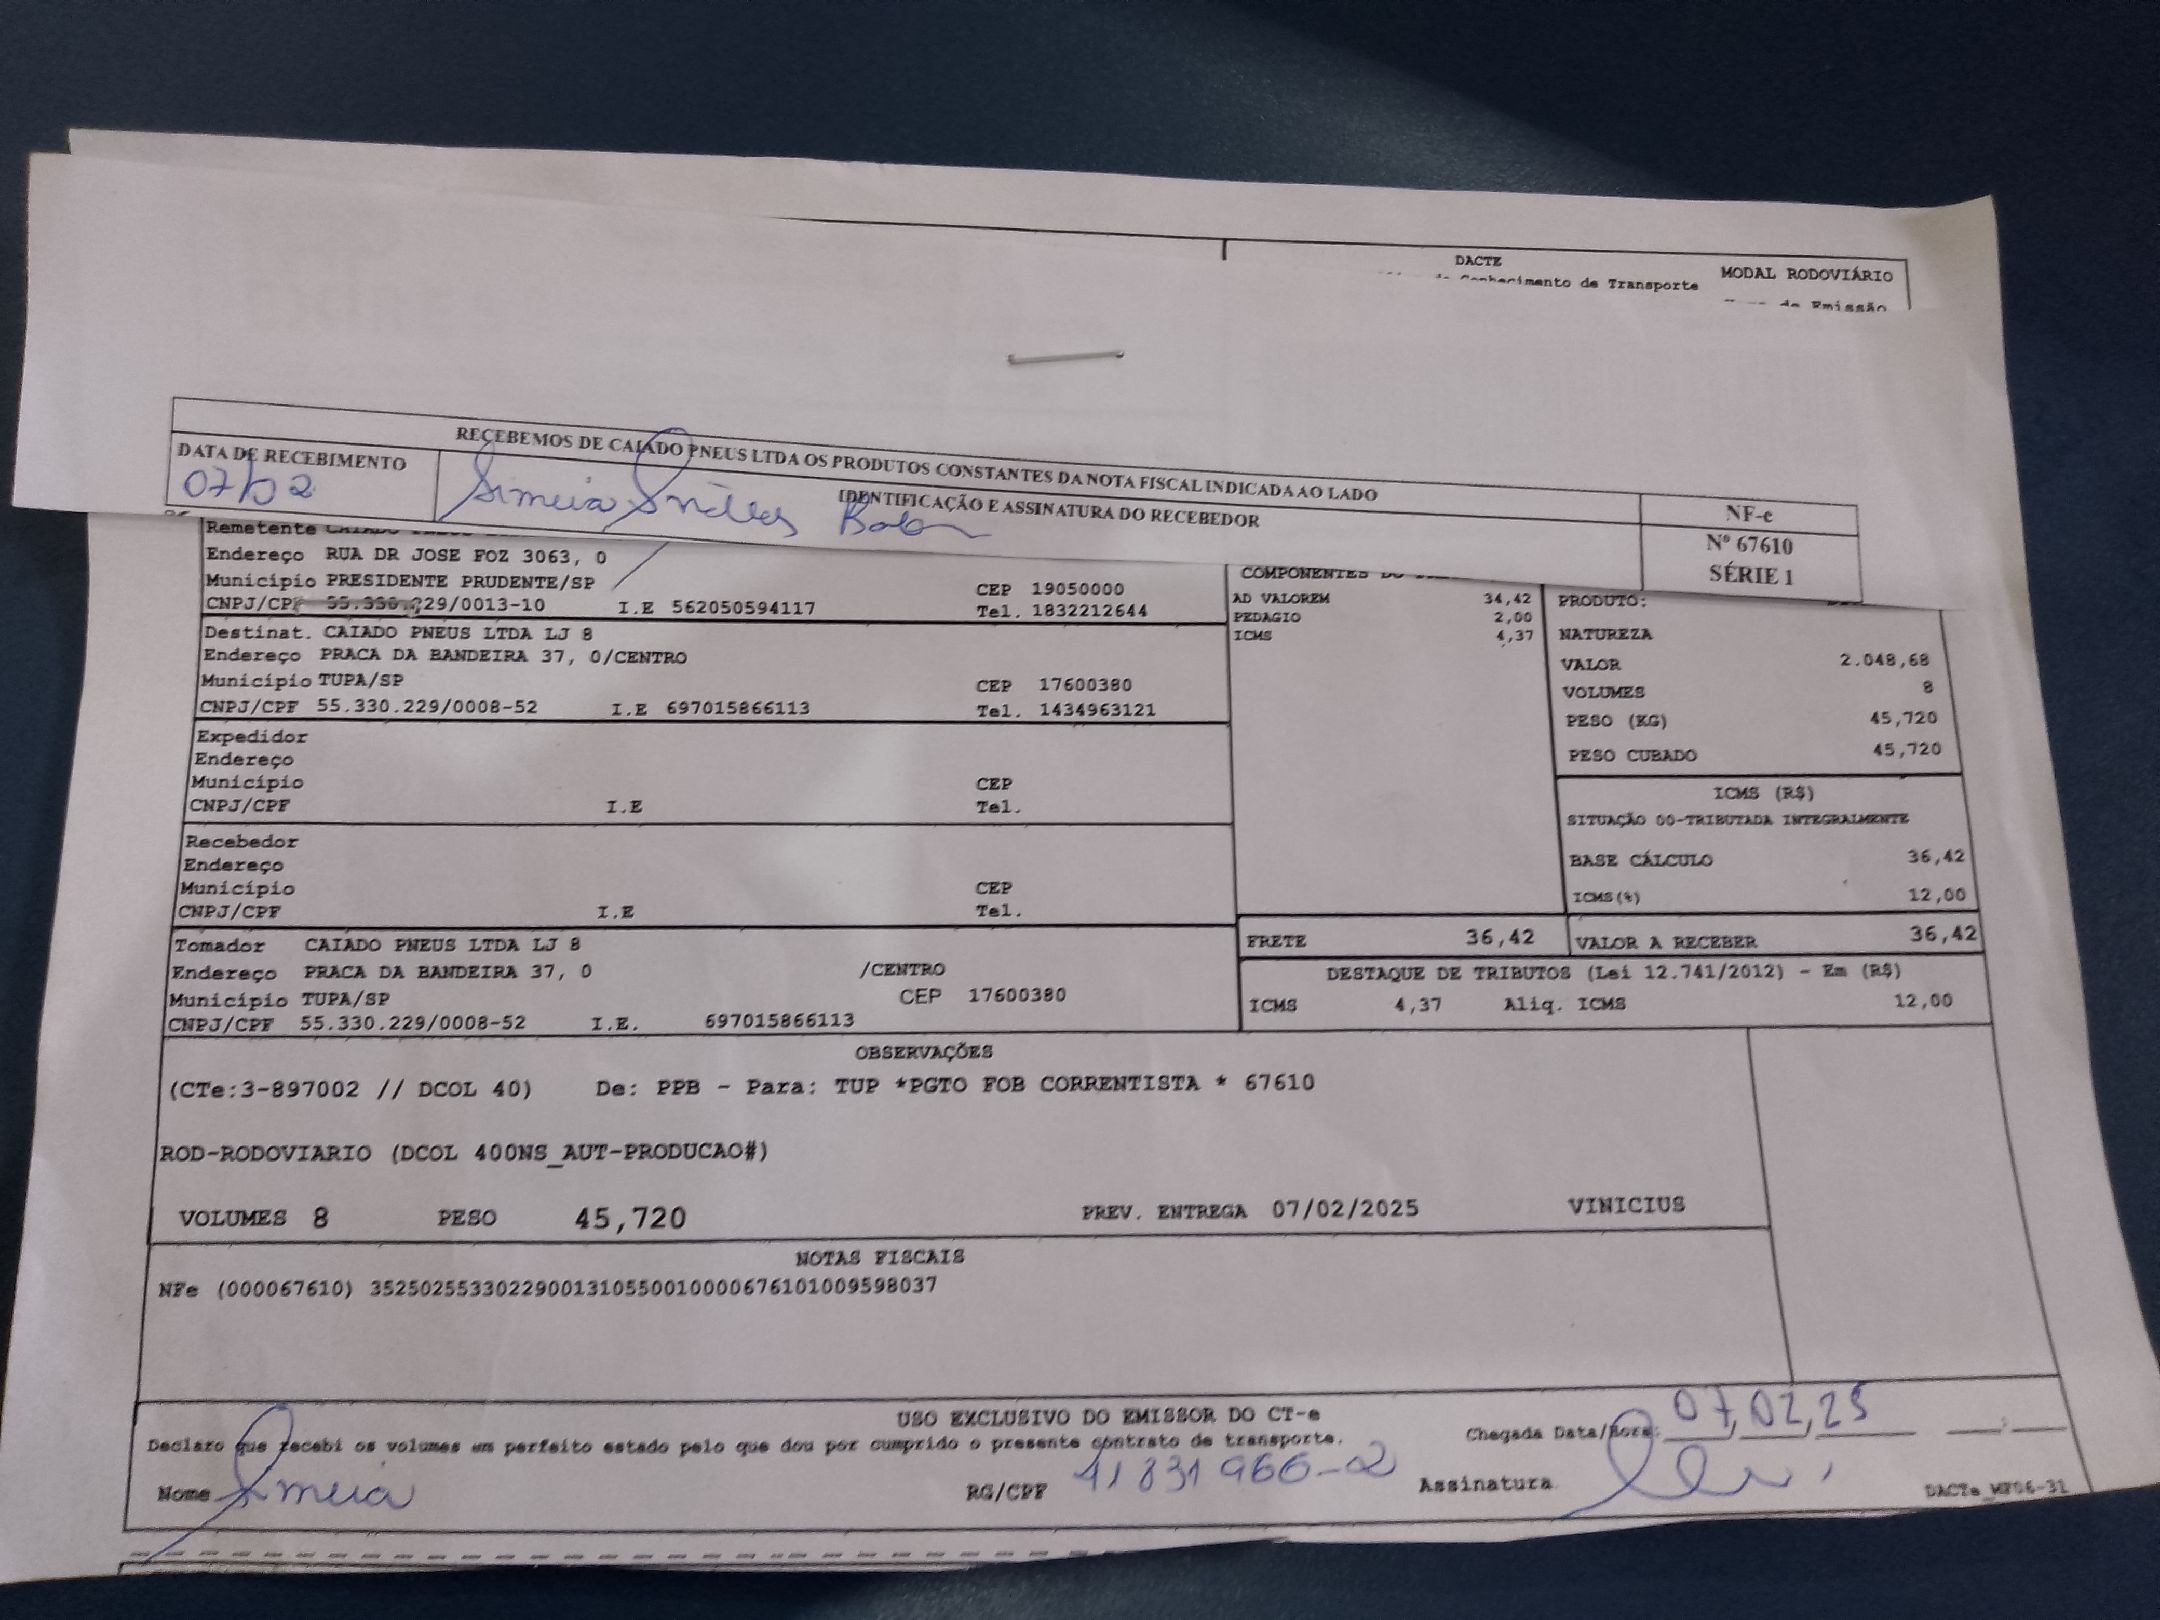 DACTE
Conhecimento de Transporte
MODAL RODOVIÁRIO
de Emissão
RECEBEMOS DE CAIADO PNEUS LTDA OS PRODUTOS CONSTANTES DA NOTA FISCAL INDICADA AO LADO
DATA DE RECEBIMENTO
07/02
IDENTIFICAÇÃO E ASSINATURA DO RECEBEDOR
Simeia
NF-e
Nº 67610
SÉRIE 1
Remetente CAIADO
Endereço RUA DR JOSE FOZ 3063, 0
Município PRESIDENTE PRUDENTE/SP CEP 19050000
CNPJ/CPF 55.330.229/0013-10 I.E 562050594117 Tel. 1832212644
Destinat. CAIADO PNEUS LTDA LJ 8
Endereço PRACA DA BANDEIRA 37, 0/CENTRO
Município TUPA/SP CEP 17600380
CNPJ/CPF 55.330.229/0008-52 I.E 697015866113 Tel. 1434963121
Expedidor
Endereço
Município CEP
CNPJ/CPF I.E Tel.
Recebedor
Endereço
Município CEP
CNPJ/CPF I.E Tel.
Tomador CAIADO PNEUS LTDA LJ 8
Endereço PRACA DA BANDEIRA 37, 0 /CENTRO
Município TUPA/SP CEP 17600380
CNPJ/CPF 55.330.229/0008-52 I.E. 697015866113
COMPONENTES DO
AD VALOREM 34,42
PEDAGIO 2,00
ICMS 4,37
PRODUTO:
NATUREZA
VALOR 2.048,68
VOLUMES 8
PESO (KG) 45,720
PESO CUBADO 45,720
ICMS (R$)
SITUAÇÃO 00-TRIBUTADA INTEGRALMENTE
BASE CÁLCULO 36,42
ICMS(%) 12,00
FRETE 36,42 VALOR A RECEBER 36,42
DESTAQUE DE TRIBUTOS (Lei 12.741/2012) - Em (R$)
ICMS 4,37 Aliq. ICMS 12,00
OBSERVAÇÕES
(CTe:3-897002 // DCOL 40) De: PPB - Para: TUP *PGTO FOB CORRENTISTA * 67610
ROD-RODOVIARIO (DCOL 400NS_AUT-PRODUCAO#)
VOLUMES 8 PESO 45,720 PREV. ENTREGA 07/02/2025 VINICIUS
NOTAS FISCAIS
NFe (000067610) 35250255330229001310550010000676101009598037
USO EXCLUSIVO DO EMISSOR DO CT-e
Declaro que recebi os volumes em perfeito estado pelo que dou por cumprido o presente contrato de transporte.
Chegada Data/Hora: 07/02/25
Nome Simeia RG/CPF 41831966-2 Assinatura